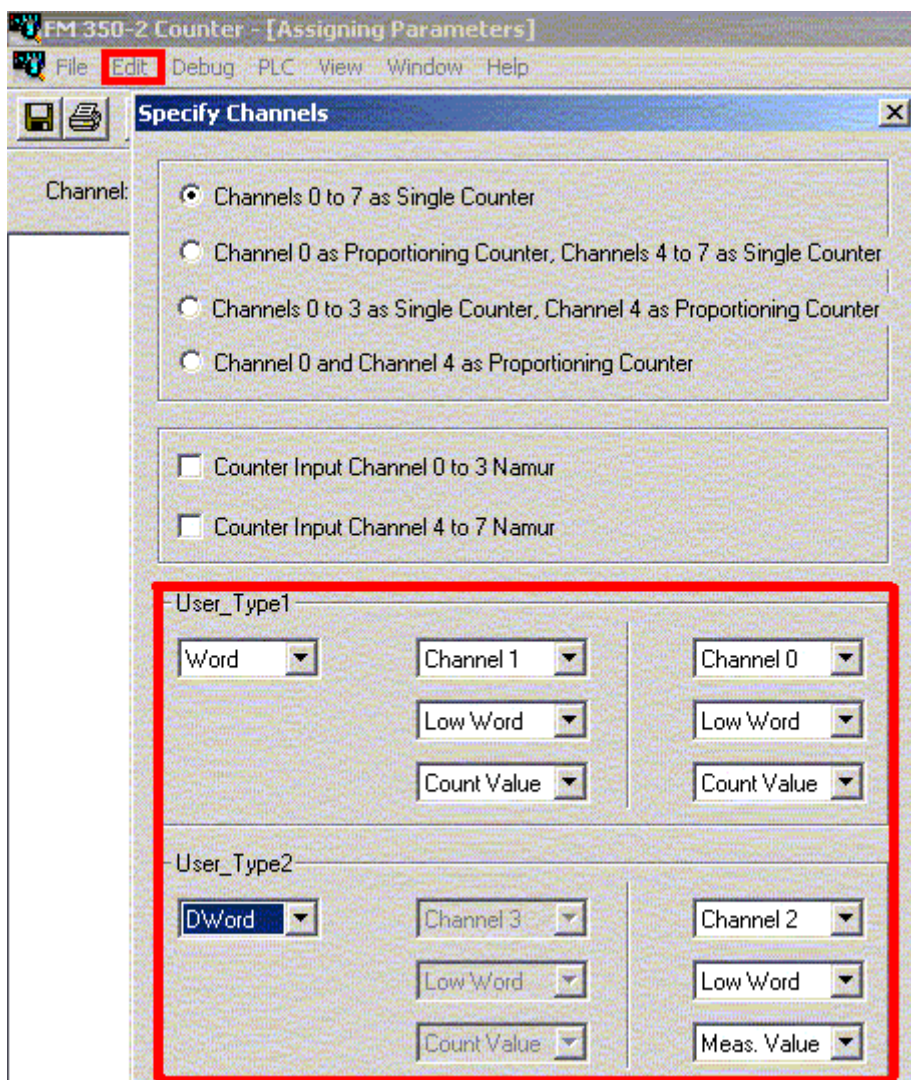 FM 350-2 Counter - [Assigning Parameters]
File Edit Debug PLC View Window Help
Specify Channels
Channel:
Channels 0 to 7 as Single Counter
Channel 0 as Proportioning Counter, Channels 4 to 7 as Single Counter
Channels 0 to 3 as Single Counter, Channel 4 as Proportioning Counter
Channel 0 and Channel 4 as Proportioning Counter
Counter Input Channel 0 to 3 Namur
Counter Input Channel 4 to 7 Namur
User_Type1
Word Channel 1 Channel 0
Low Word Low Word
Count Value Count Value
User_Type2
DWord Channel 3 Channel 2
Low Word Low Word
Count Value Meas. Value